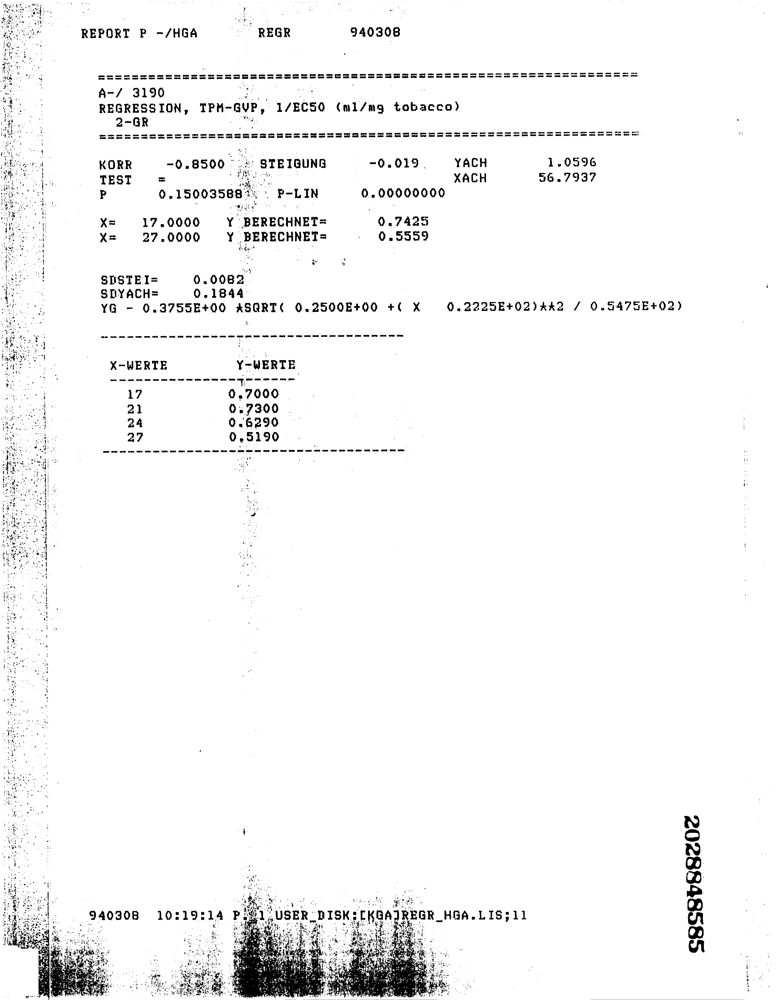 REPORT P -/HGA REGR 940308
================================================================
A-/ 3190
REGRESSION, TPM-GVP, 1/EC50 (ml/mg tobacco)
2-GR
================================================================
KORR -0.8500 STEIGUNG -0.019 YACH 1.0596
TEST = XACH 56.7937
P 0.15003588 P-LIN 0.00000000
X= 17.0000 Y BERECHNET= 0.7425
X= 27.0000 Y BERECHNET= 0.5559
SDSTEI= 0.0082
SDYACH= 0.1844
YG - 0.3755E+00 *SQRT( 0.2500E+00 +( X 0.2225E+02)**2 / 0.5475E+02)
------------------------------------
X-WERTE Y-WERTE
----------------------
17 0.7000
21 0.7300
24 0.6290
27 0.5190
------------------------------------
940308 10:19:14 P. 1 USER_DISK:[KGA]REGR_HGA.LIS;11
2028848585